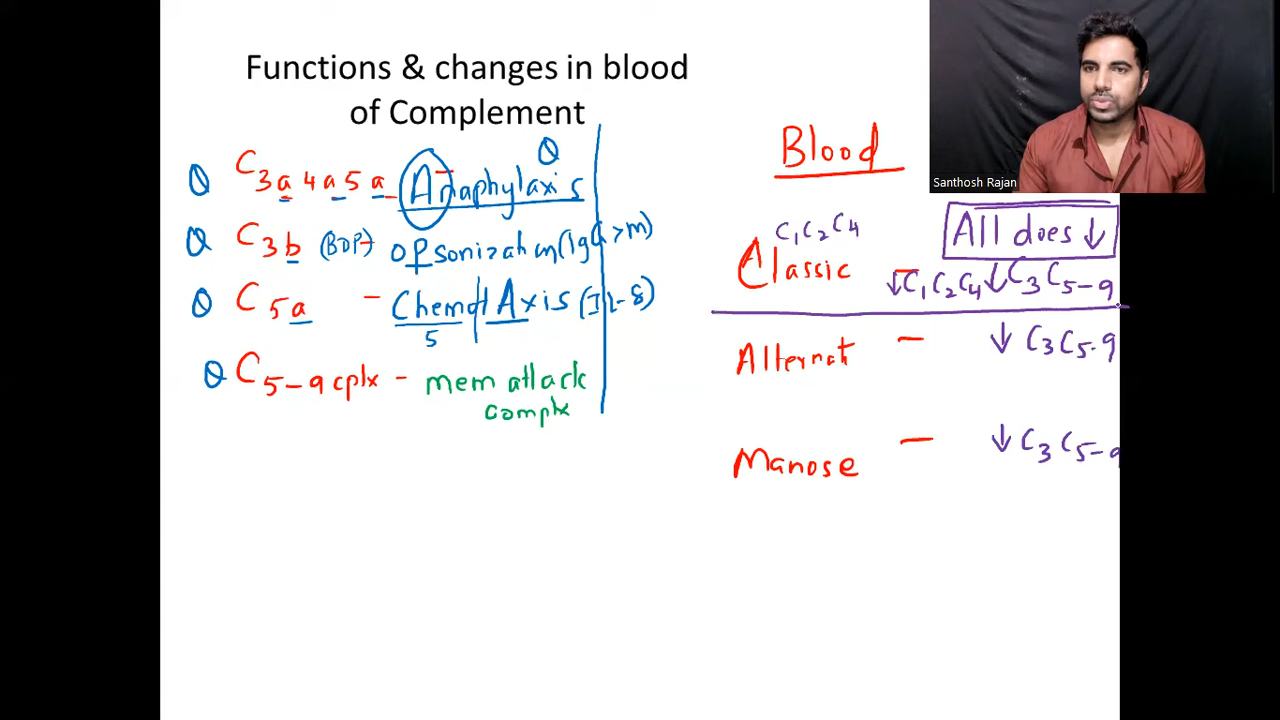 Functions & changes in blood
of Complement
Q C3a 4a 5a - Anaphylaxis Q
Q C3b (BDP) - opsonization (IgG > m)
Q C5a - ChemotAxis (IL-8)
5
Q C5-9 cplx - mem attack
complx
Blood
Santhosh Rajan
C1C2C4
All does ↓
Classic - ↓C1C2C4 ↓C3C5-9
Alternat - ↓ C3C5-9
Manose - ↓ C3C5-9